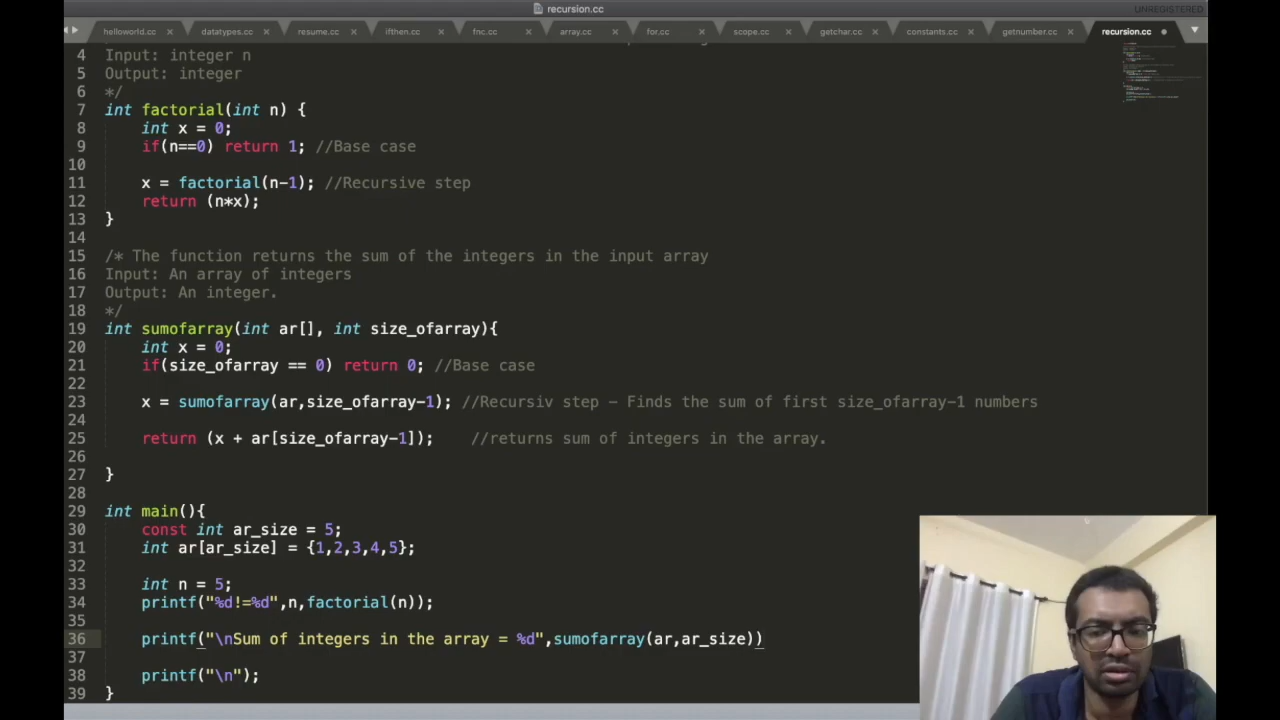 recursion.cc
UNREGISTERED
helloworld.cc datatypes.cc resume.cc ifthen.cc fnc.cc array.cc for.cc scope.cc getchar.cc constants.cc getnumber.cc recursion.cc
4 Input: integer n
5 Output: integer
6 */
7 int factorial(int n) {
8 int x = 0;
9 if(n==0) return 1; //Base case
10
11 x = factorial(n-1); //Recursive step
12 return (n*x);
13 }
14
15 /* The function returns the sum of the integers in the input array
16 Input: An array of integers
17 Output: An integer.
18 */
19 int sumofarray(int ar[], int size_ofarray){
20 int x = 0;
21 if(size_ofarray == 0) return 0; //Base case
22
23 x = sumofarray(ar,size_ofarray-1); //Recursiv step - Finds the sum of first size_ofarray-1 numbers
24
25 return (x + ar[size_ofarray-1]); //returns sum of integers in the array.
26
27 }
28
29 int main(){
30 const int ar_size = 5;
31 int ar[ar_size] = {1,2,3,4,5};
32
33 int n = 5;
34 printf("%d!=%d",n,factorial(n));
35
36 printf("\nSum of integers in the array = %d",sumofarray(ar,ar_size))
37
38 printf("\n");
39 }